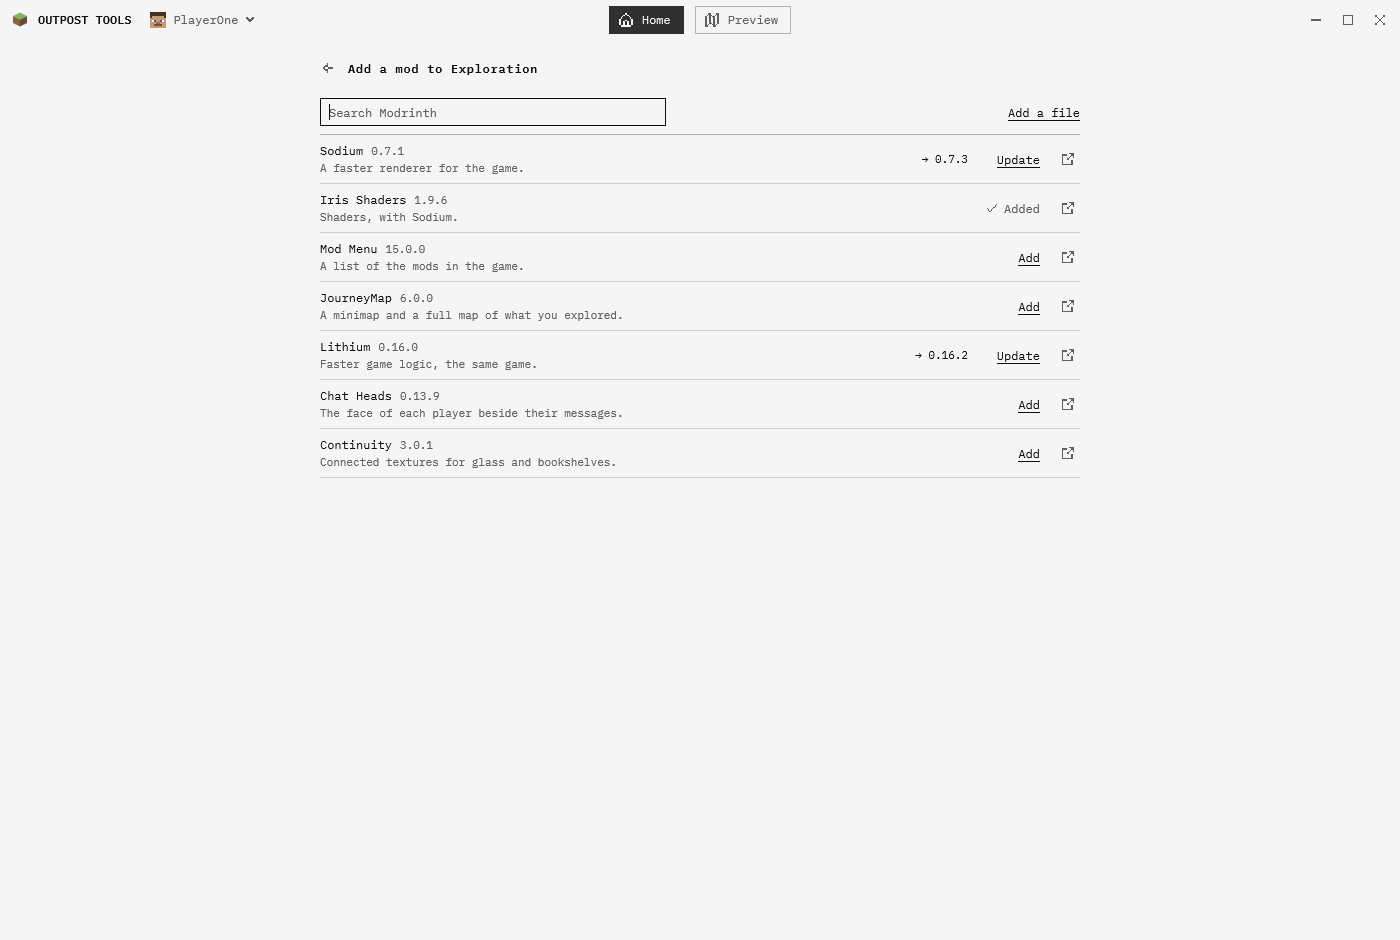 OUTPOST TOOLS PlayerOne Home Preview
Add a mod to Exploration
Search Modrinth Add a file
Sodium 0.7.1 → 0.7.3 Update
A faster renderer for the game.
Iris Shaders 1.9.6 Added
Shaders, with Sodium.
Mod Menu 15.0.0 Add
A list of the mods in the game.
JourneyMap 6.0.0 Add
A minimap and a full map of what you explored.
Lithium 0.16.0 → 0.16.2 Update
Faster game logic, the same game.
Chat Heads 0.13.9 Add
The face of each player beside their messages.
Continuity 3.0.1 Add
Connected textures for glass and bookshelves.